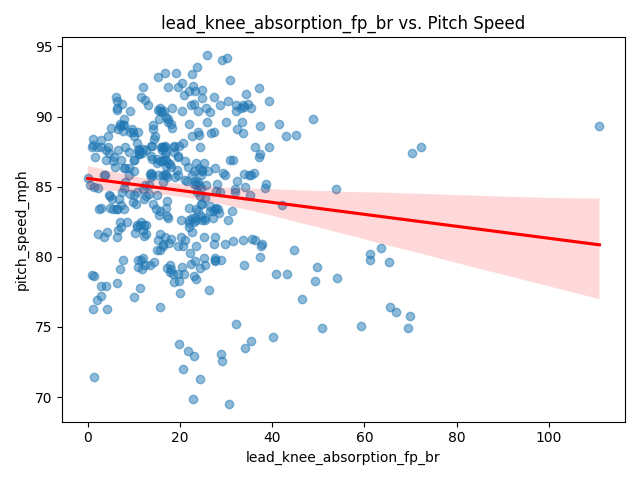 lead_knee_absorption_fp_br vs. Pitch Speed
95
90
85
80
75
70
pitch_speed_mph
0 20 40 60 80 100
lead_knee_absorption_fp_br